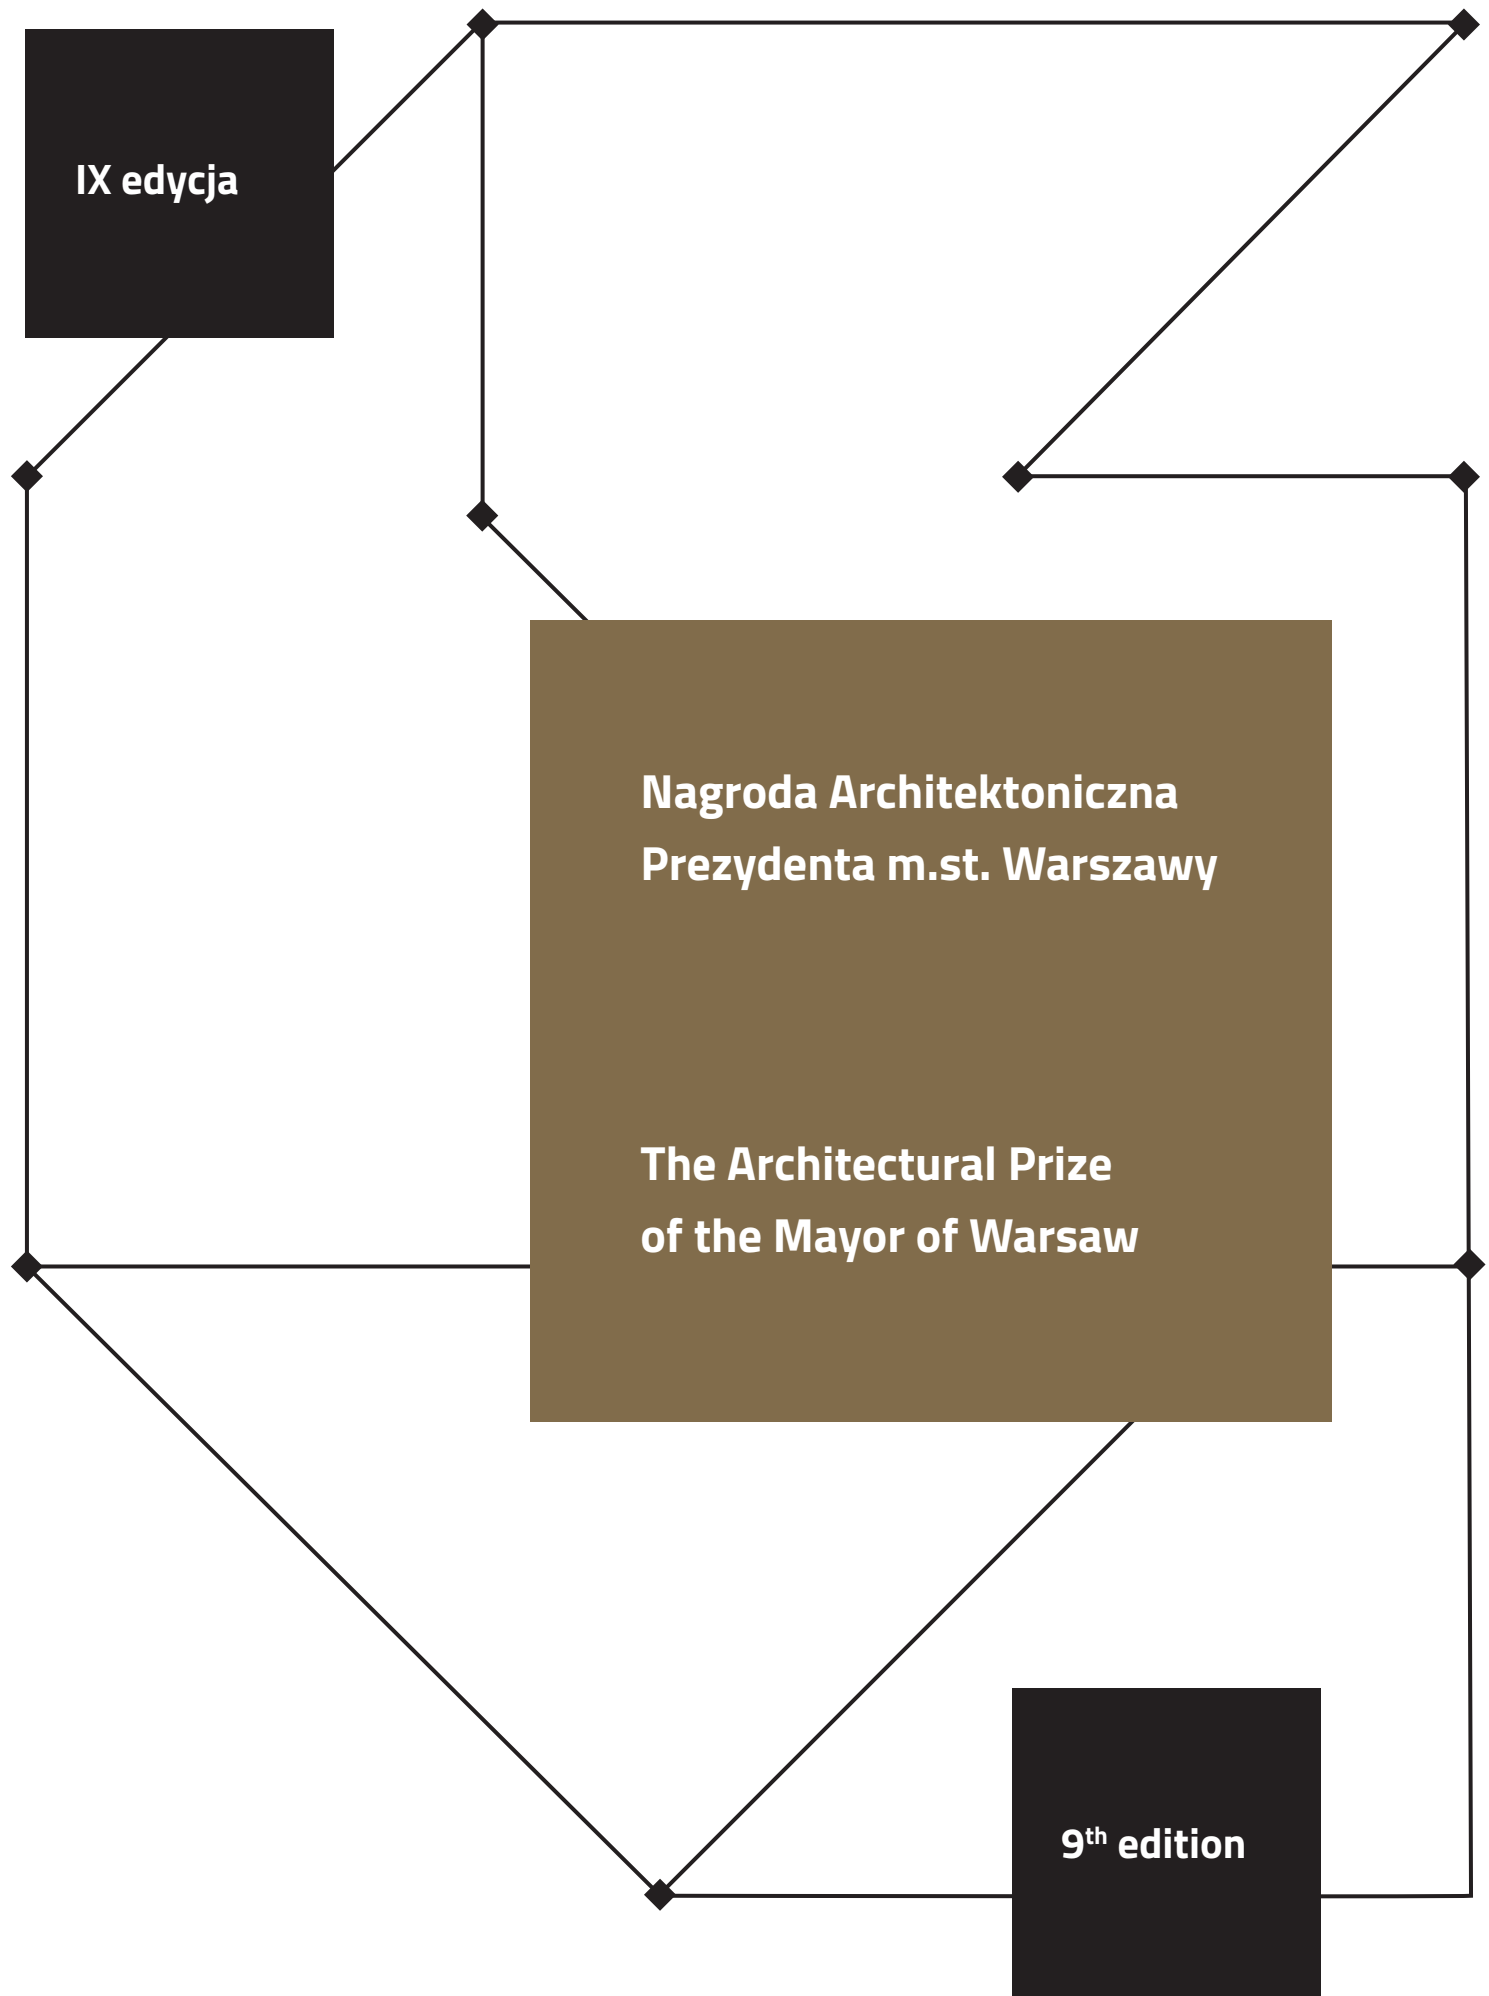 IX edycja
Nagroda Architektoniczna
Prezydenta m.st. Warszawy
The Architectural Prize
of the Mayor of Warsaw
9th edition